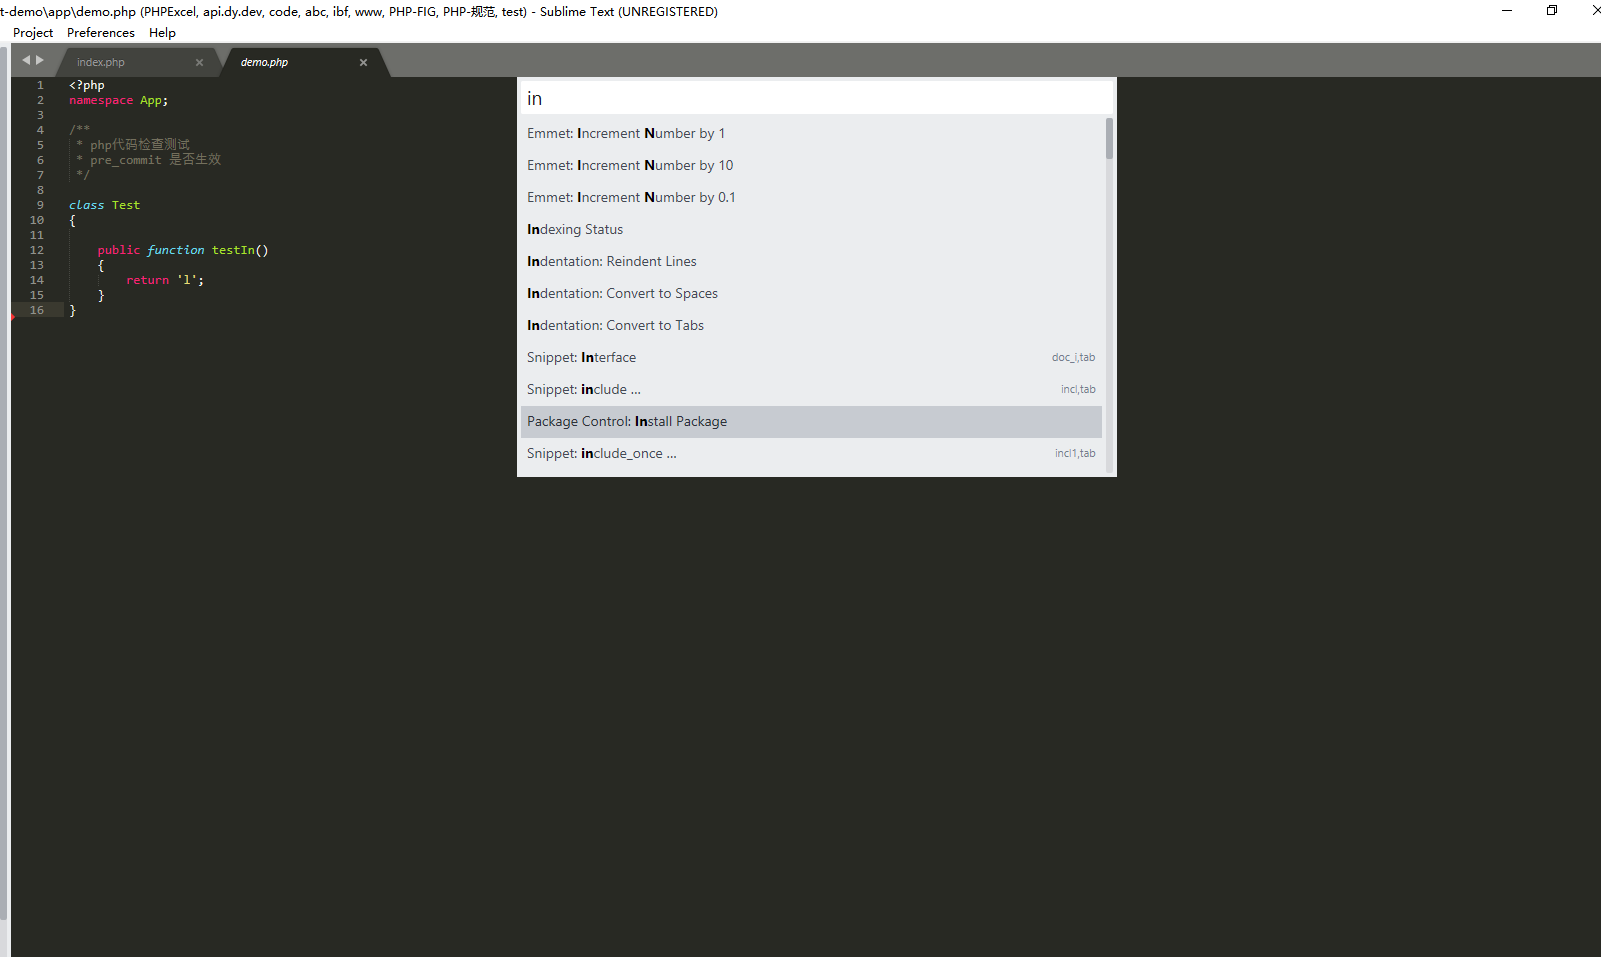 t-demo\app\demo.php (PHPExcel, api.dy.dev, code, abc, ibf, www, PHP-FIG, PHP-规范, test) - Sublime Text (UNREGISTERED)
Project Preferences Help
index.php demo.php
1 <?php
2 namespace App;
3
4 /**
5 * php代码检查测试
6 * pre_commit 是否生效
7 */
8
9 class Test
10 {
11
12 public function testIn()
13 {
14 return 'l';
15 }
16 }
in
Emmet: Increment Number by 1
Emmet: Increment Number by 10
Emmet: Increment Number by 0.1
Indexing Status
Indentation: Reindent Lines
Indentation: Convert to Spaces
Indentation: Convert to Tabs
Snippet: Interface doc_i,tab
Snippet: include ... incl,tab
Package Control: Install Package
Snippet: include_once ... incl1,tab